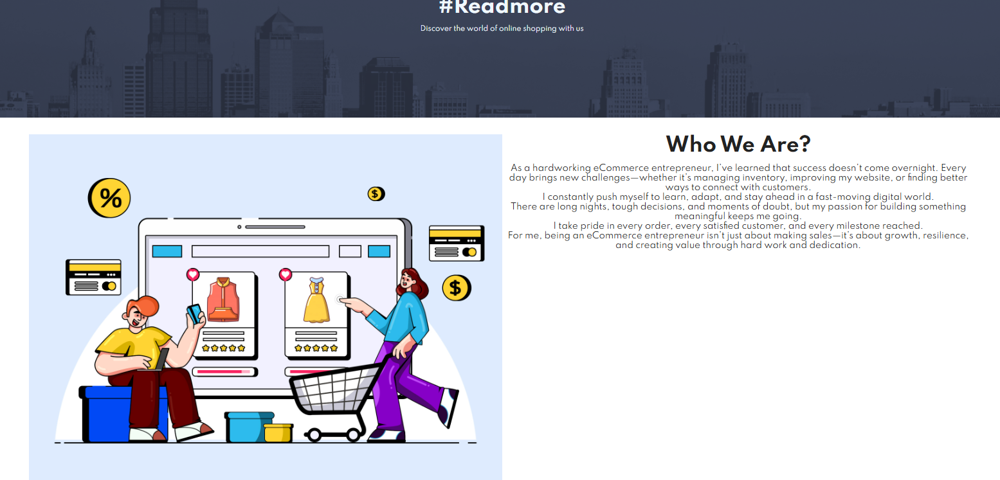 #Readmore
Discover the world of online shopping with us
Who We Are?
As a hardworking eCommerce entrepreneur, I've learned that success doesn't come overnight. Every
day brings new challenges—whether it's managing inventory, improving my website, or finding better
ways to connect with customers.
I constantly push myself to learn, adapt, and stay ahead in a fast-moving digital world.
There are long nights, tough decisions, and moments of doubt, but my passion for building something
meaningful keeps me going.
I take pride in every order, every satisfied customer, and every milestone reached.
For me, being an eCommerce entrepreneur isn't just about making sales—it's about growth, resilience,
and creating value through hard work and dedication.
%
$
$